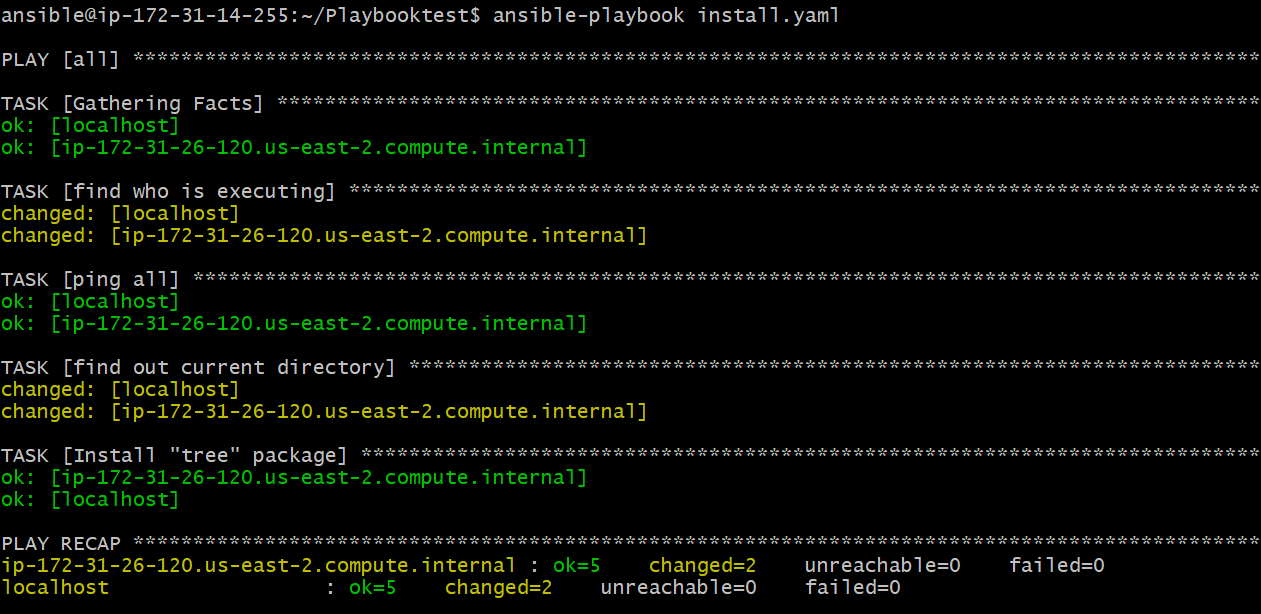 ansible@ip-172-31-14-255:~/Playbooktest$ ansible-playbook install.yaml
PLAY [all] **********************************************************************************************
TASK [Gathering Facts] **********************************************************************************
ok: [localhost]
ok: [ip-172-31-26-120.us-east-2.compute.internal]
TASK [find who is executing] ****************************************************************************
changed: [localhost]
changed: [ip-172-31-26-120.us-east-2.compute.internal]
TASK [ping all] *****************************************************************************************
ok: [localhost]
ok: [ip-172-31-26-120.us-east-2.compute.internal]
TASK [find out current directory] ***********************************************************************
changed: [localhost]
changed: [ip-172-31-26-120.us-east-2.compute.internal]
TASK [Install "tree" package] ***************************************************************************
ok: [ip-172-31-26-120.us-east-2.compute.internal]
ok: [localhost]
PLAY RECAP **********************************************************************************************
ip-172-31-26-120.us-east-2.compute.internal : ok=5    changed=2    unreachable=0    failed=0
localhost                  : ok=5    changed=2    unreachable=0    failed=0